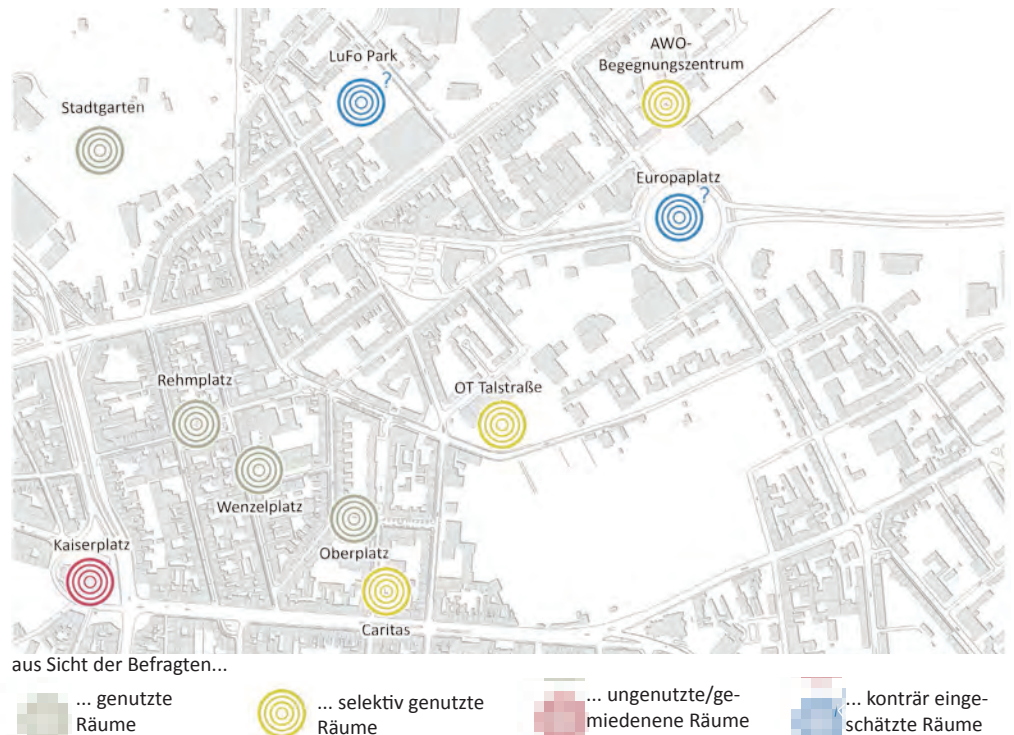 AWO-
Begegnungszentrum
LuFo Park
?
Stadtgarten
Europaplatz
?
Rehmplatz
OT Talstraße
Wenzelplatz
Oberplatz
Kaiserplatz
Caritas
aus Sicht der Befragten...
... genutzte
Räume
... selektiv genutzte
Räume
... ungenutzte/ge-
miedenene Räume
... konträr einge-
schätzte Räume